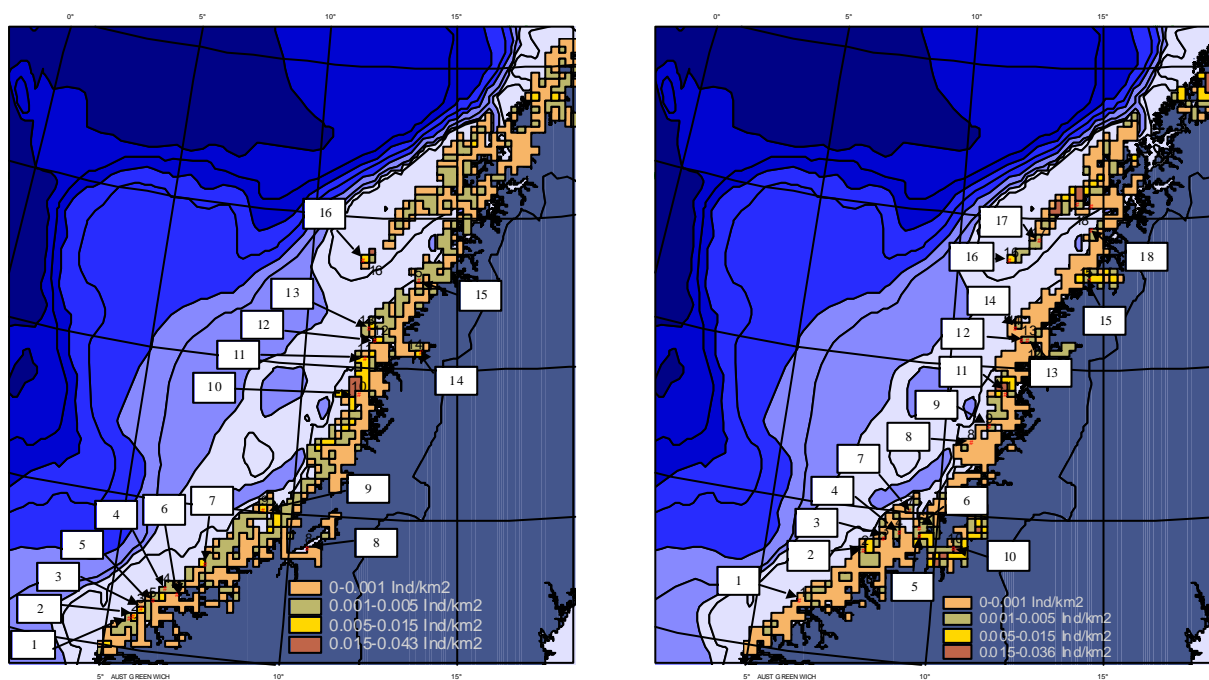 0° 5° 10° 15°
16
13
12
11
10
15
14
7
6
4
5
3
2
1
9
8
0-0.001 Ind/km2
0.001-0.005 Ind/km2
0.005-0.015 Ind/km2
0.015-0.043 Ind/km2
5° AUST GREENWICH 10° 15°
0° 5° 10° 15°
17
16
18
14
12
15
11
13
9
8
7
4
6
3
2
10
1
5
0-0.001 Ind/km2
0.001-0.005 Ind/km2
0.005-0.015 Ind/km2
0.015-0.036 Ind/km2
5° AUST GREENWICH 10° 15°